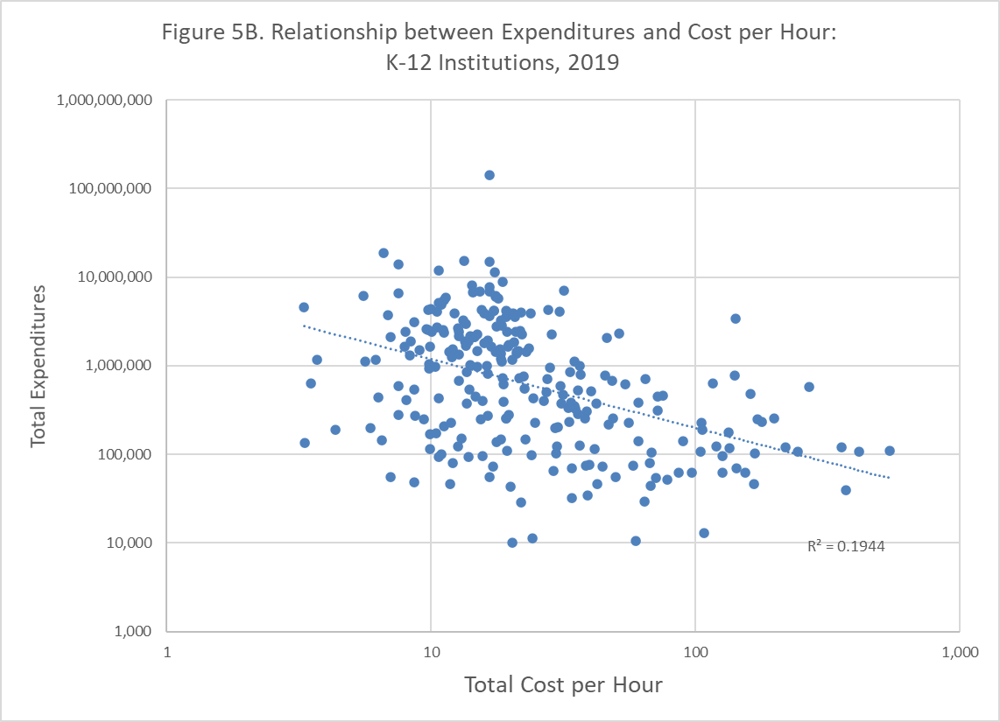 Figure 5B. Relationship between Expenditures and Cost per Hour:
K-12 Institutions, 2019
Total Expenditures
1,000,000,000
100,000,000
10,000,000
1,000,000
100,000
10,000
1,000
R² = 0.1944
1 10 100 1,000
Total Cost per Hour